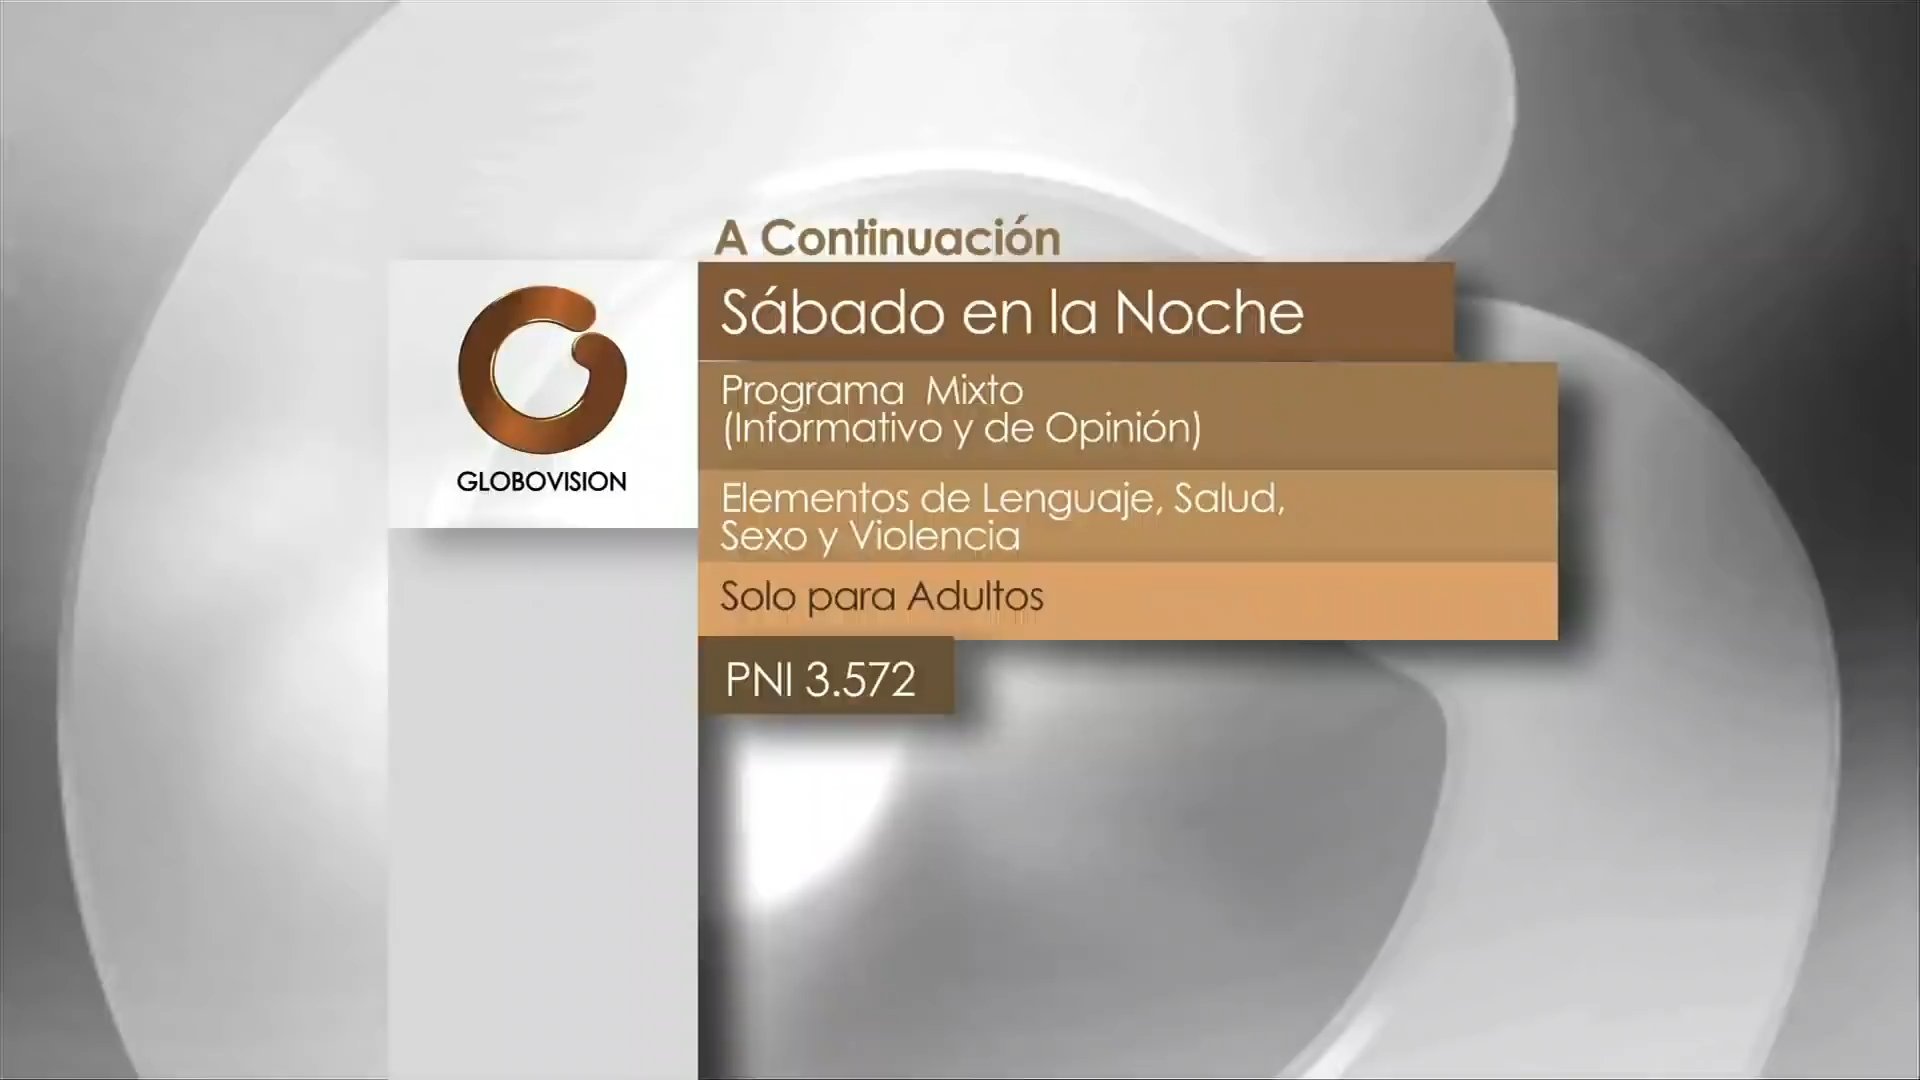 A Continuación
Sábado en la Noche
GLOBOVISION
Programa Mixto
(Informativo y de Opinión)
Elementos de Lenguaje, Salud,
Sexo y Violencia
Solo para Adultos
PNI 3.572